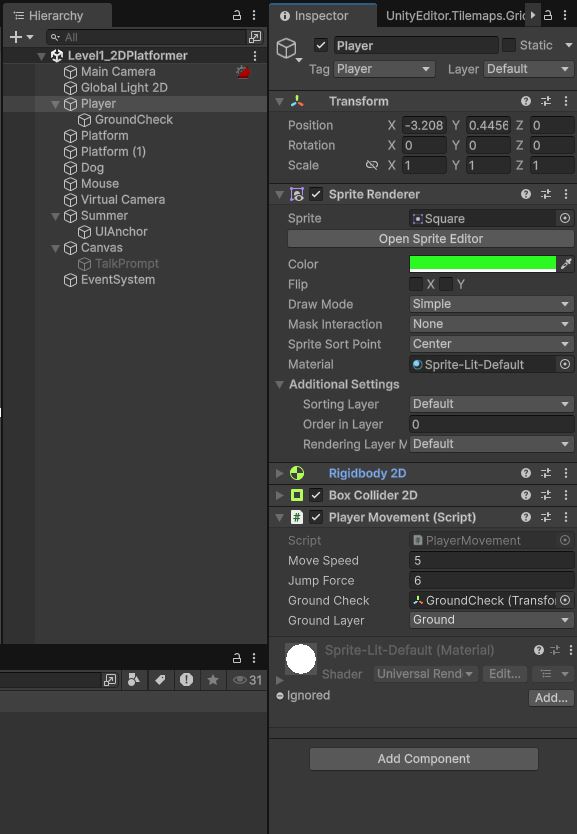 Hierarchy
All
Level1_2DPlatformer
Main Camera
Global Light 2D
Player
GroundCheck
Platform
Platform (1)
Dog
Mouse
Virtual Camera
Summer
UIAnchor
Canvas
TalkPrompt
EventSystem
31
Inspector UnityEditor.Tilemaps.Gri
Player Static
Tag Player Layer Default
Transform
Position X -3.208 Y 0.4456 Z 0
Rotation X 0 Y 0 Z 0
Scale X 1 Y 1 Z 1
Sprite Renderer
Sprite Square
Open Sprite Editor
Color
Flip X Y
Draw Mode Simple
Mask Interaction None
Sprite Sort Point Center
Material Sprite-Lit-Default
Additional Settings
Sorting Layer Default
Order in Layer 0
Rendering Layer M Default
Rigidbody 2D
Box Collider 2D
# Player Movement (Script)
Script # PlayerMovement
Move Speed 5
Jump Force 6
Ground Check GroundCheck (Transfor
Ground Layer Ground
Sprite-Lit-Default (Material)
Shader Universal Rend Edit...
Ignored
Add...
Add Component